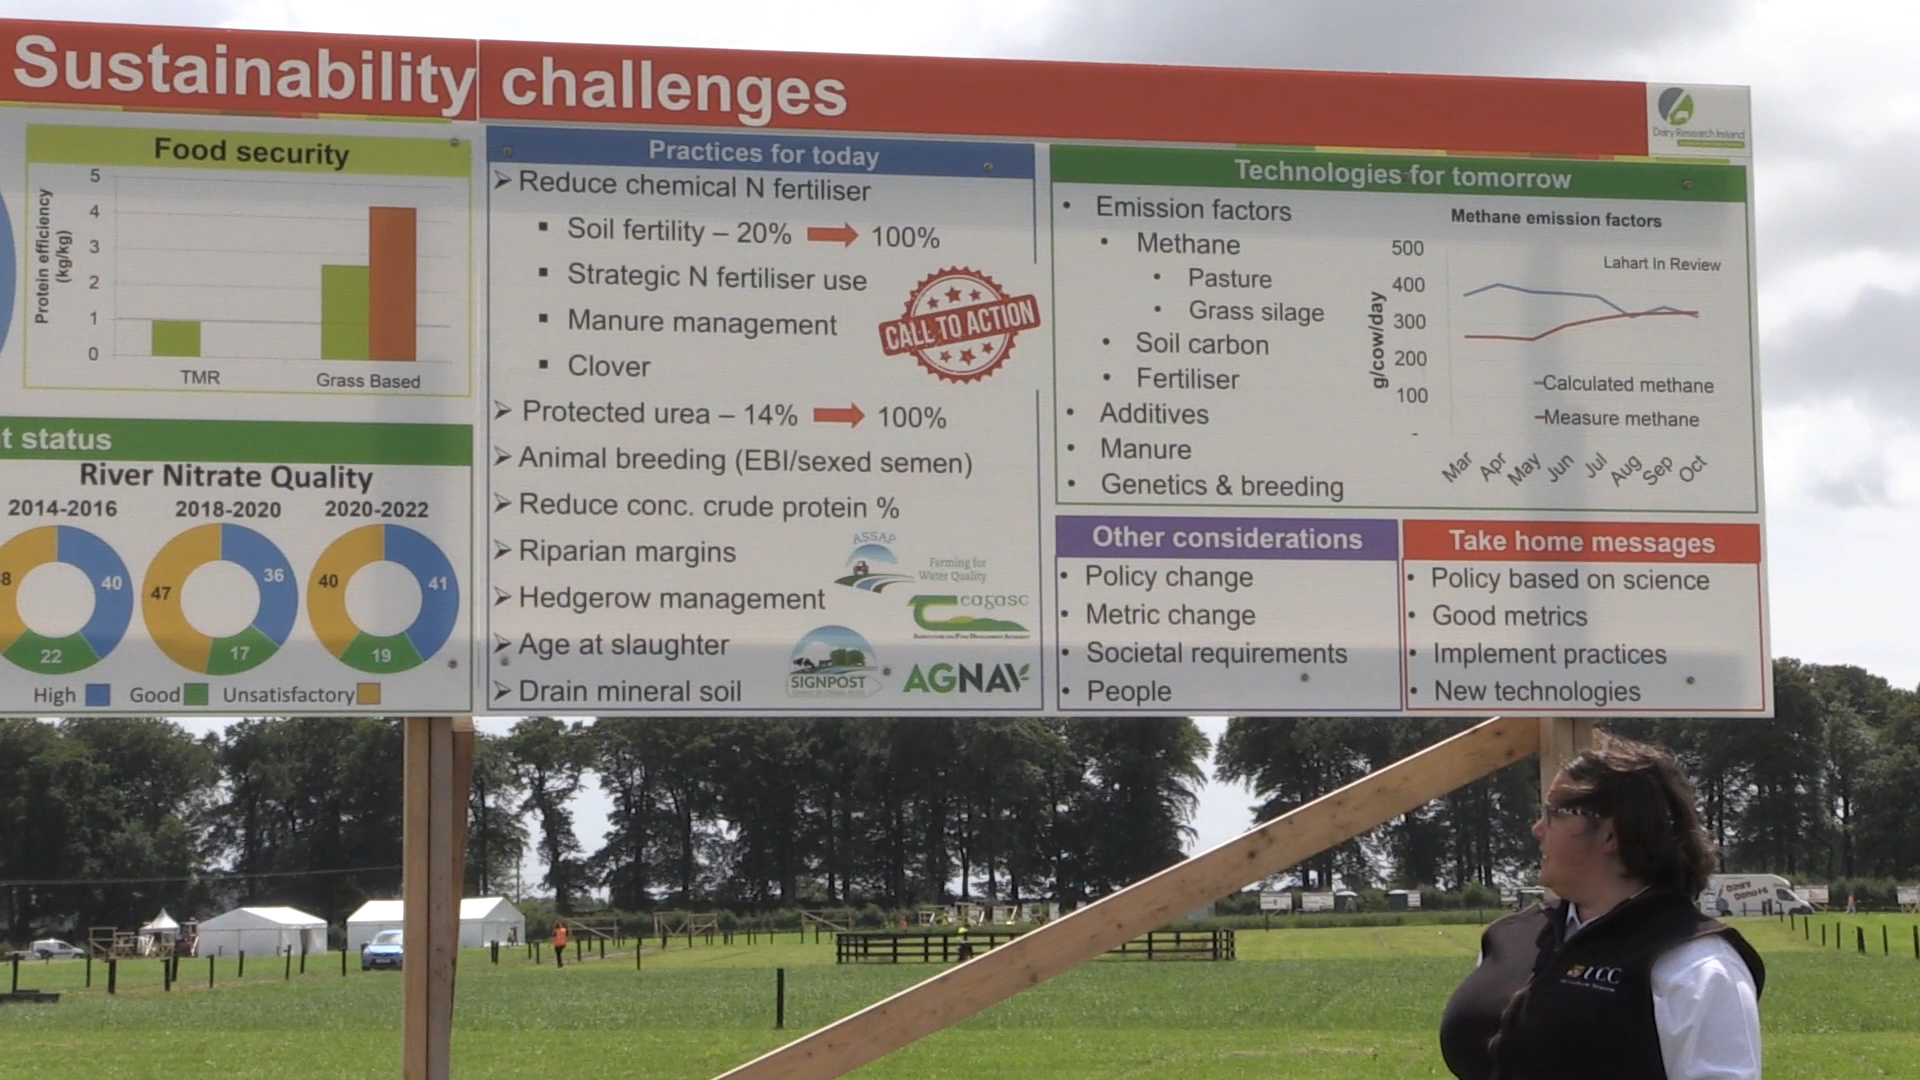 Sustainability challenges
Dairy Research Ireland
Food security
Protein efficiency
(kg/kg)
5
4
3
2
1
0
TMR
Grass Based
t status
River Nitrate Quality
2014-2016
2018-2020
2020-2022
8
40
22
47
36
17
40
41
19
High
Good
Unsatisfactory
Practices for today
➢ Reduce chemical N fertiliser
▪ Soil fertility – 20% 100%
▪ Strategic N fertiliser use
▪ Manure management
▪ Clover
CALL TO ACTION
➢ Protected urea – 14% 100%
➢ Animal breeding (EBI/sexed semen)
➢ Reduce conc. crude protein %
➢ Riparian margins
➢ Hedgerow management
➢ Age at slaughter
➢ Drain mineral soil
ASSAP
Farming for
Water Quality
eagasc
Agriculture and Food Development Authority
SIGNPOST
AGNAV
Technologies for tomorrow
• Emission factors
• Methane
• Pasture
• Grass silage
• Soil carbon
• Fertiliser
• Additives
• Manure
• Genetics & breeding
Methane emission factors
Lahart In Review
g/cow/day
500
400
300
200
100
-
Calculated methane
Measure methane
Mar
Apr
May
Jun
Jul
Aug
Sep
Oct
Other considerations
• Policy change
• Metric change
• Societal requirements
• People
Take home messages
• Policy based on science
• Good metrics
• Implement practices
• New technologies
UCC